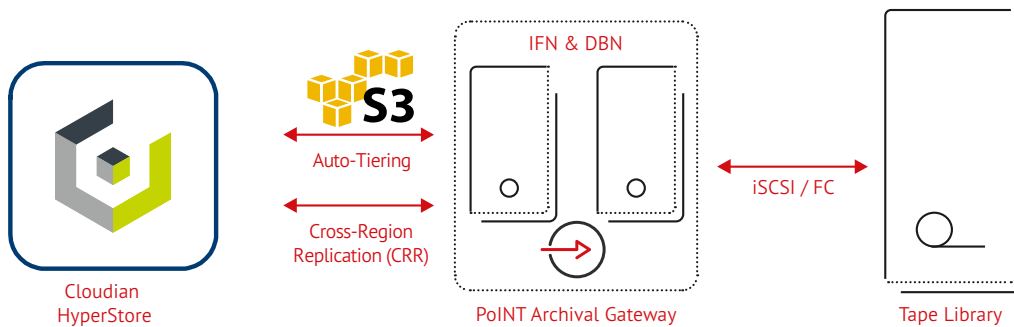 IFN & DBN
S3
Auto-Tiering
iSCSI / FC
Cross-Region
Replication (CRR)
Cloudian
HyperStore
PoINT Archival Gateway
Tape Library